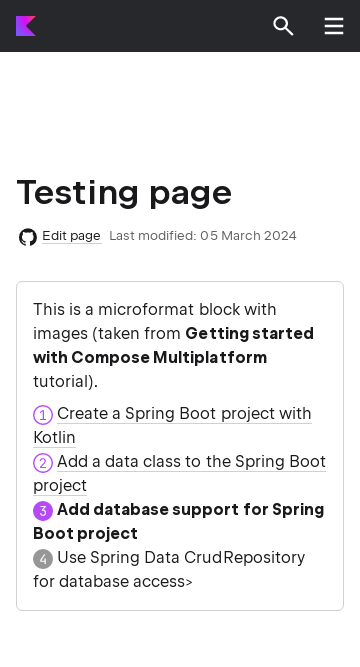 Testing page
Edit page Last modified: 05 March 2024
This is a microformat block with
images (taken from Getting started
with Compose Multiplatform
tutorial).
1 Create a Spring Boot project with
Kotlin
2 Add a data class to the Spring Boot
project
3 Add database support for Spring
Boot project
4 Use Spring Data CrudRepository
for database access>